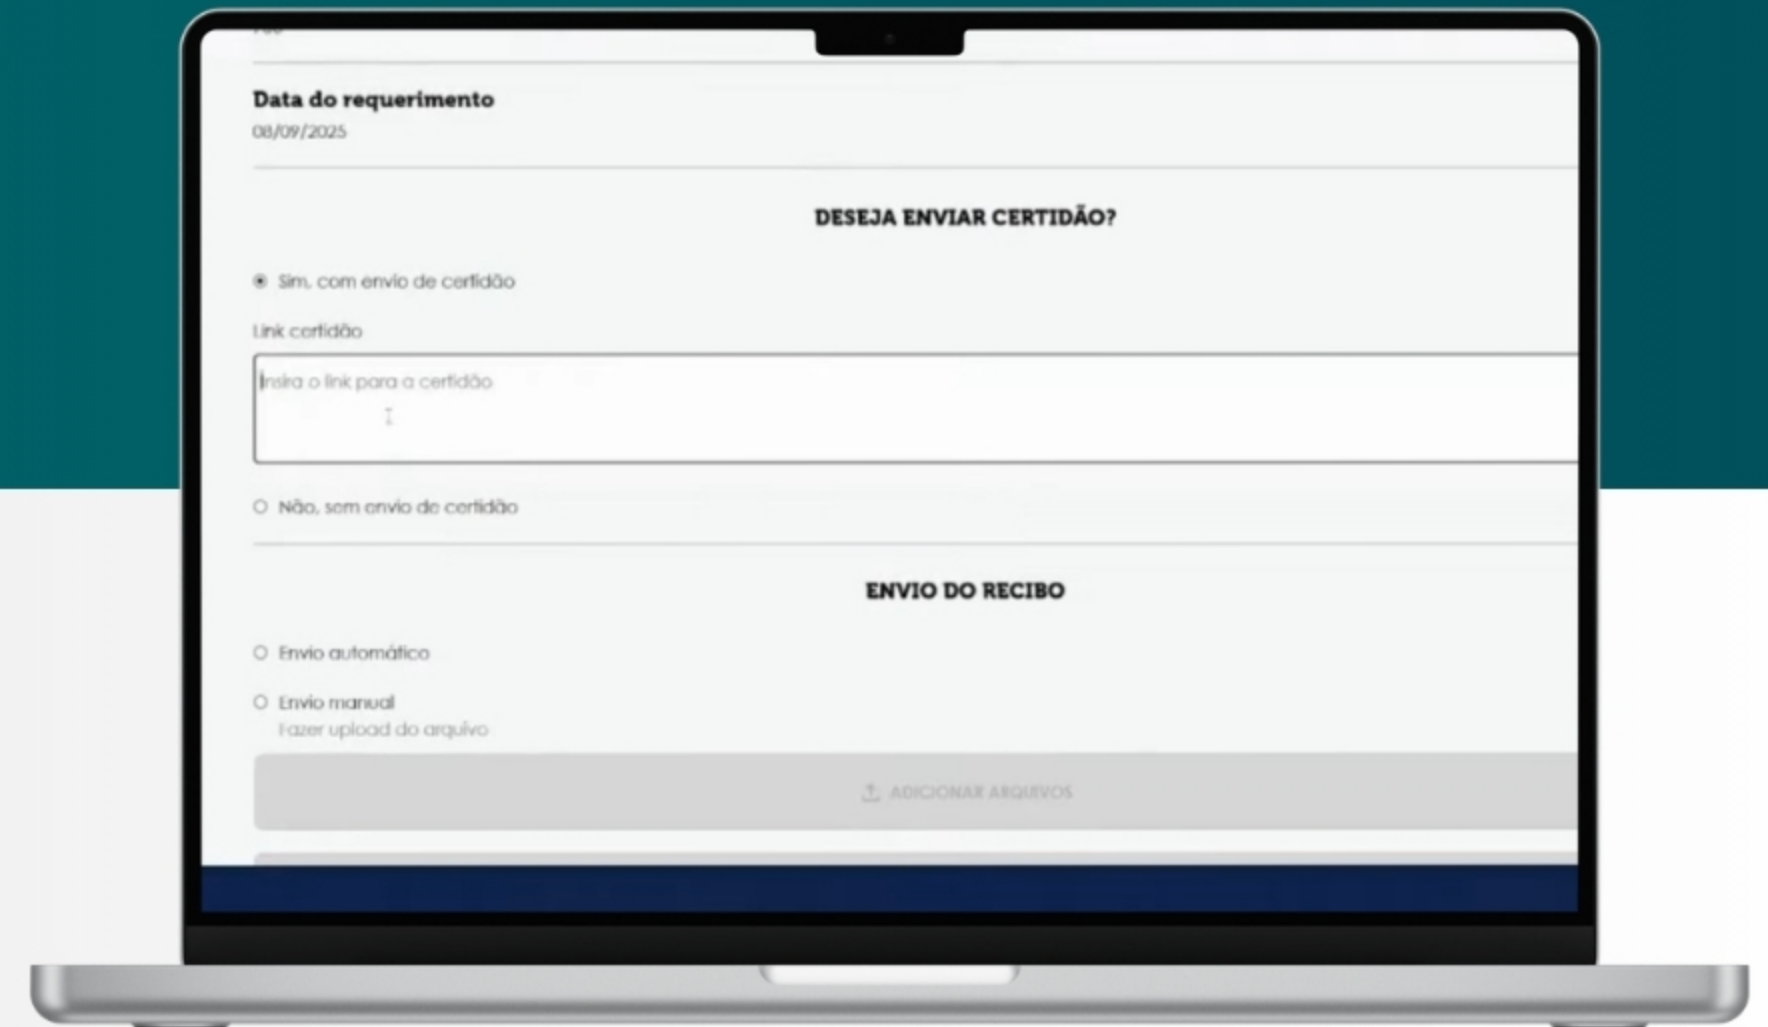 Data do requerimento
08/09/2025
DESEJA ENVIAR CERTIDÃO?
Sim, com envio de certidão
Link certidão
Insira o link para a certidão
Não, sem envio de certidão
ENVIO DO RECIBO
Envio automático
Envio manual
Fazer upload do arquivo
ADICIONAR ARQUIVOS